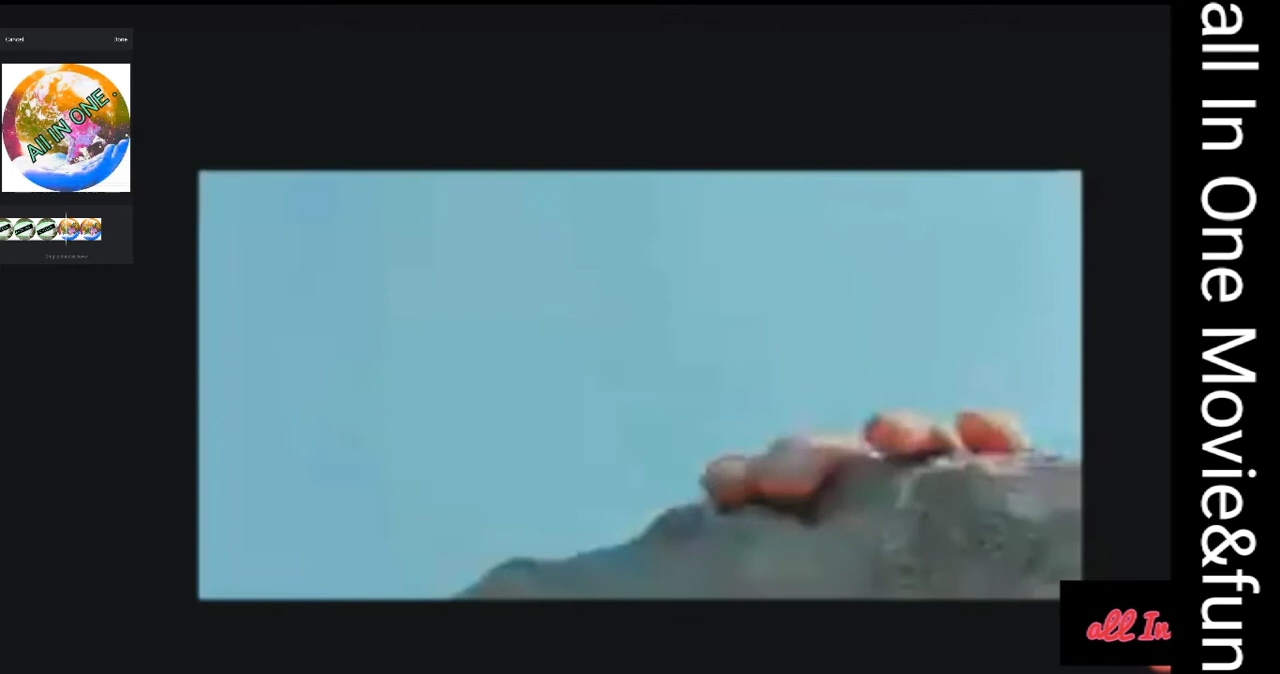 Cancel
Done
All IN ONE .
all In One Movie&fun
all In